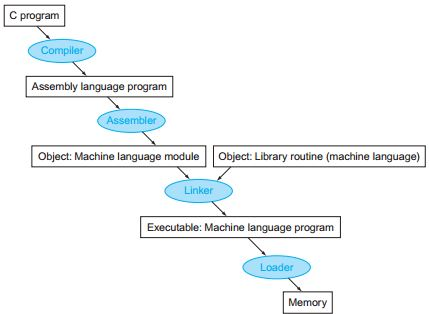 C program
Compiler
Assembly language program
Assembler
Object: Machine language module
Object: Library routine (machine language)
Linker
Executable: Machine language program
Loader
Memory